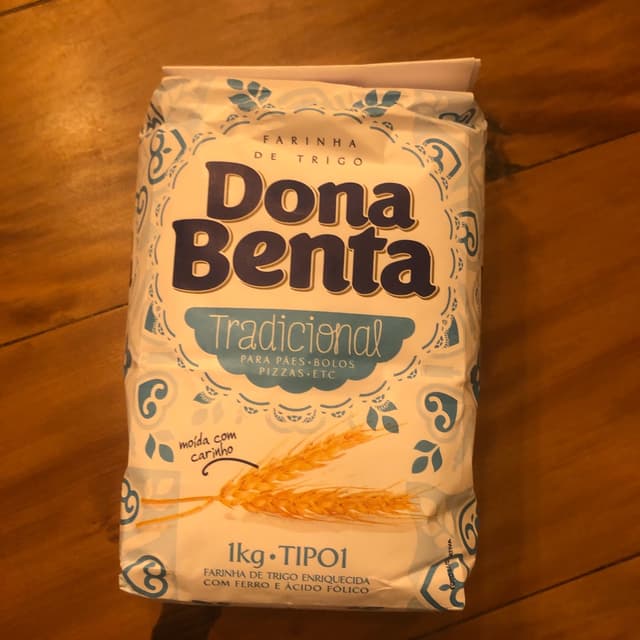 FARINHA
DE TRIGO
Dona
Benta
Tradicional
PARA PÃES • BOLOS
PIZZAS • ETC
moída com
carinho
1kg • TIPO1
FARINHA DE TRIGO ENRIQUECIDA
COM FERRO E ÁCIDO FÓLICO